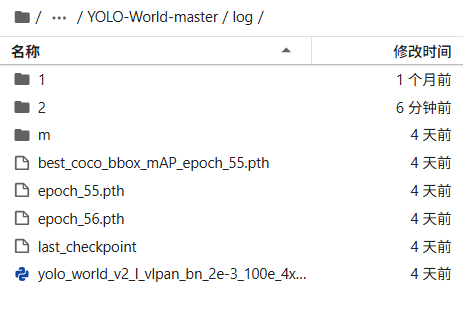 / ··· / YOLO-World-master / log /
名称 修改时间
1 1 个月前
2 6 分钟前
m 4 天前
best_coco_bbox_mAP_epoch_55.pth 4 天前
epoch_55.pth 4 天前
epoch_56.pth 4 天前
last_checkpoint 4 天前
yolo_world_v2_l_vlpan_bn_2e-3_100e_4x... 4 天前